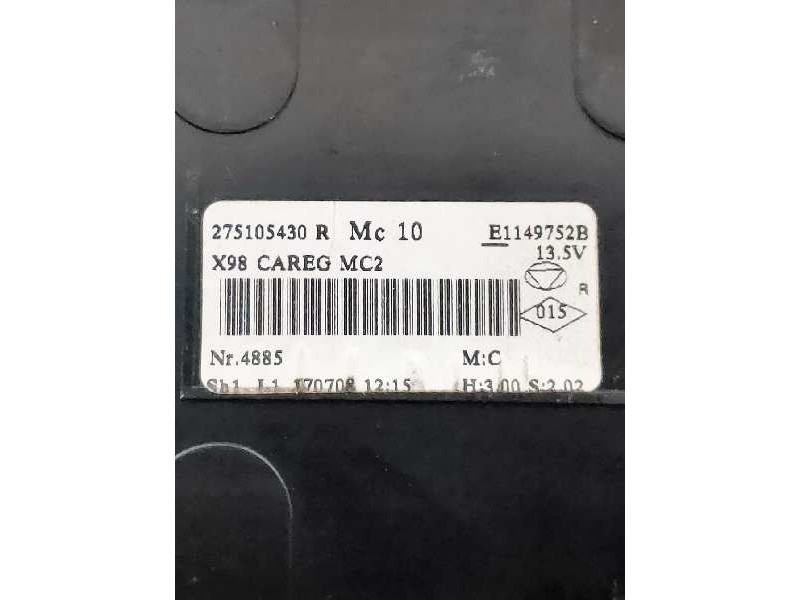 275105430 R Mc 10 E1149752B
13.5V
X98 CAREG MC2
R
015
Nr.4885 M:C
Sh1 L1 170708 12:15 H:3.00 S:2.02